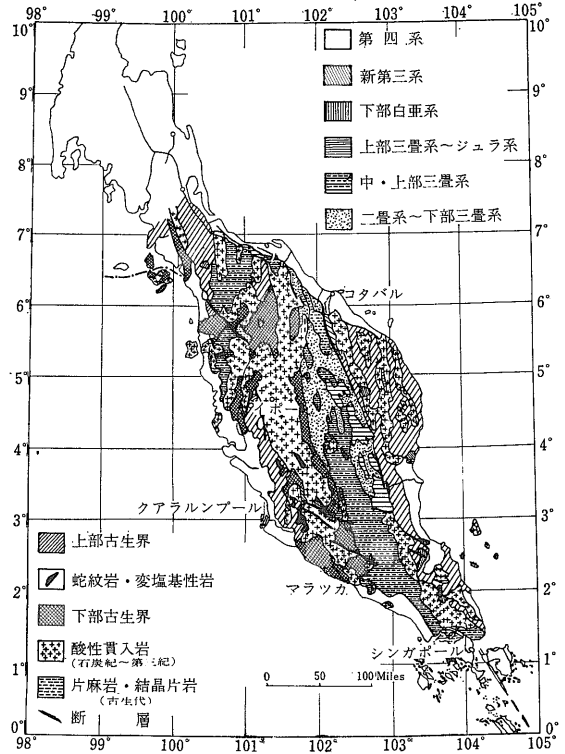 98° 99° 100° 101° 102° 103° 104° 105°
10° 10°
第四系
新第三系
9° 9°
下部白亜系
上部三畳系〜ジュラ系
8° 8°
中・上部三畳系
二畳系〜下部三畳系
7° 7°
コタバル
6° 6°
5° 5°
4° 4°
クアラルンプール
3° 3°
上部古生界
蛇紋岩・変塩基性岩
マラッカ
2° 2°
下部古生界
酸性貫入岩
(石炭紀〜第三紀)
シンガポール
1° 1°
片麻岩・結晶片岩
(古生代)
0 50 100 Miles
断層
0° 0°
98° 99° 100° 101° 102° 103° 104° 105°